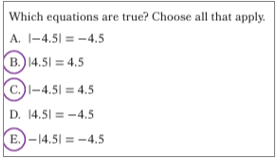 Which equations are true? Choose all that apply.
A. |−4.5| = −4.5
B. |4.5| = 4.5
C. |−4.5| = 4.5
D. |4.5| = −4.5
E. −|4.5| = −4.5